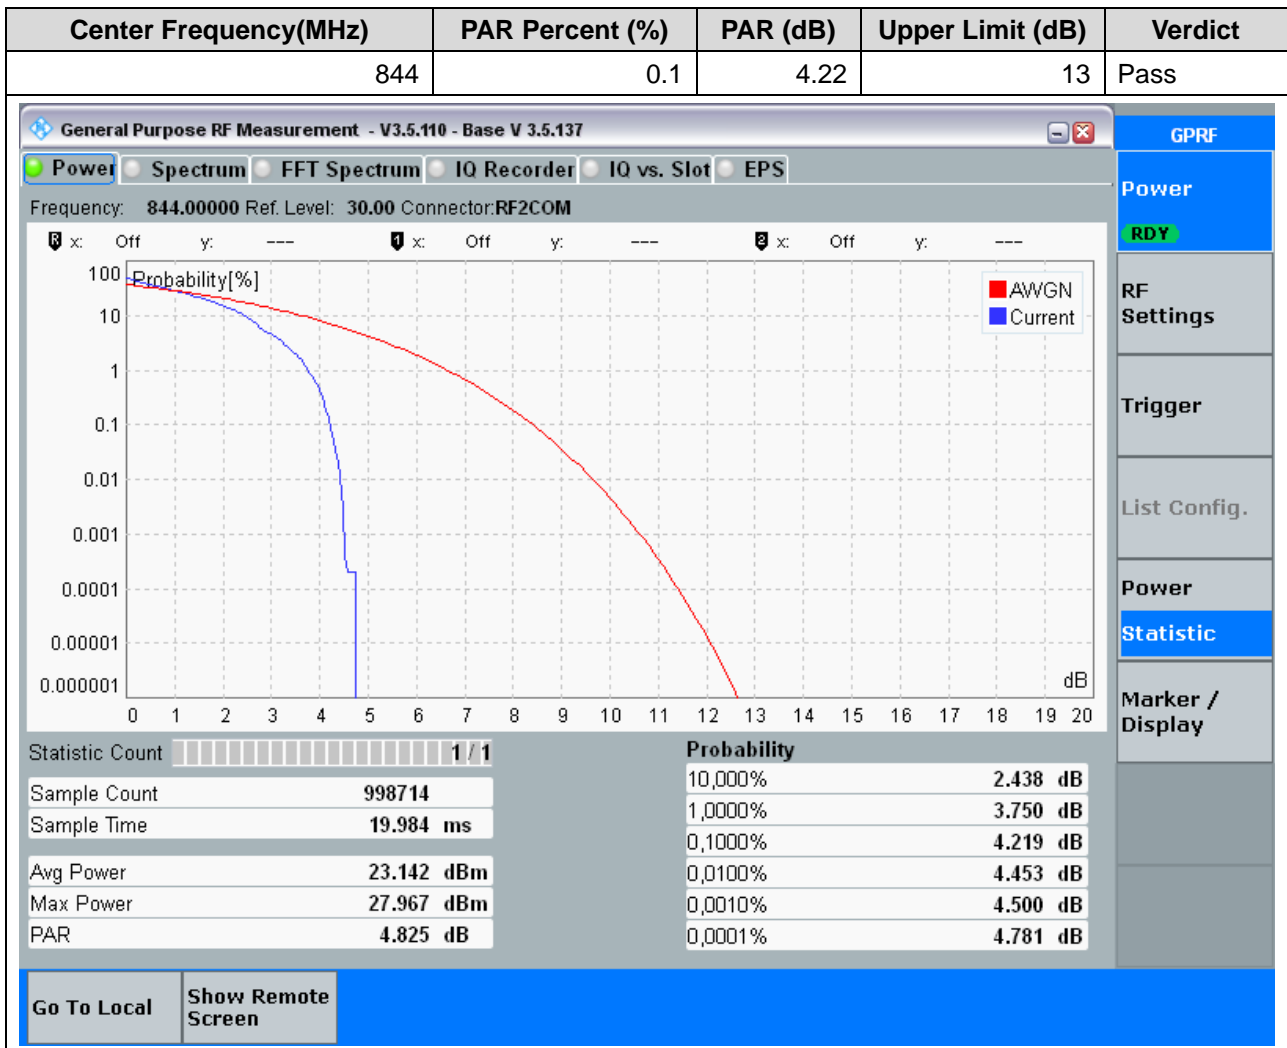 Center Frequency(MHz) PAR Percent (%) PAR (dB) Upper Limit (dB) Verdict
844 0.1 4.22 13 Pass
General Purpose RF Measurement - V3.5.110 - Base V 3.5.137
GPRF
Power Spectrum FFT Spectrum IQ Recorder IQ vs. Slot EPS
Power
RDY
Frequency: 844.00000 Ref. Level: 30.00 Connector:RF2COM
R x: Off y: --- 1 x: Off y: --- 2 x: Off y: ---
Probability[%]
AWGN
Current
100
10
1
0.1
0.01
0.001
0.0001
0.00001
0.000001
dB
0 1 2 3 4 5 6 7 8 9 10 11 12 13 14 15 16 17 18 19 20
RF
Settings
Trigger
List Config.
Power
Statistic
Marker /
Display
Statistic Count 1 / 1
Sample Count 998714
Sample Time 19.984 ms
Avg Power 23.142 dBm
Max Power 27.967 dBm
PAR 4.825 dB
Probability
10,000% 2.438 dB
1,0000% 3.750 dB
0,1000% 4.219 dB
0,0100% 4.453 dB
0,0010% 4.500 dB
0,0001% 4.781 dB
Go To Local
Show Remote
Screen